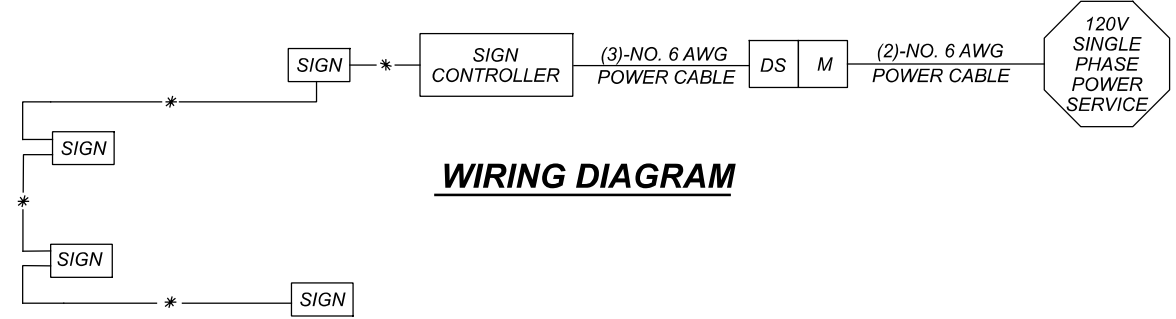 SIGN
*
SIGN
CONTROLLER
(3)-NO. 6 AWG
POWER CABLE
DS
M
(2)-NO. 6 AWG
POWER CABLE
120V
SINGLE
PHASE
POWER
SERVICE
*
SIGN
WIRING DIAGRAM
*
SIGN
*
SIGN